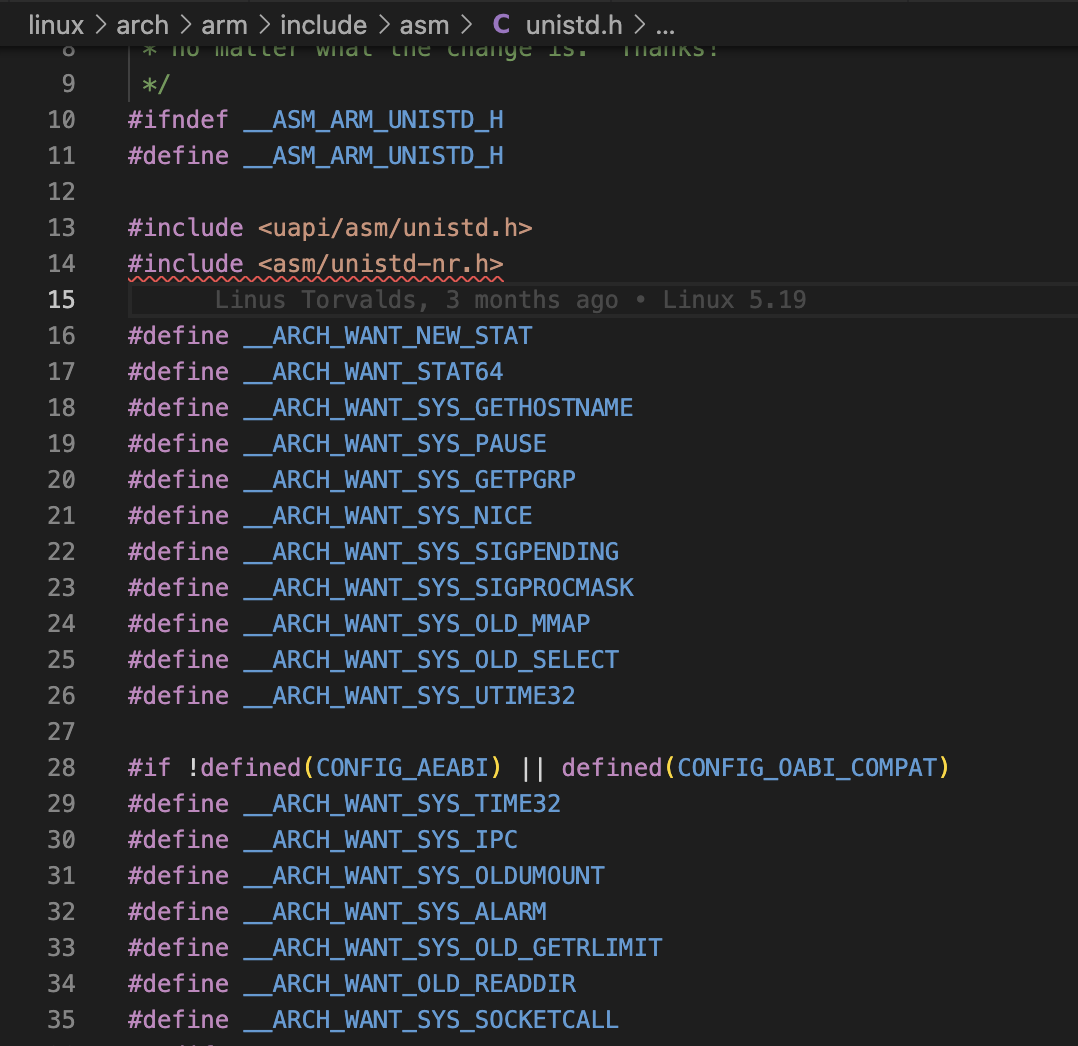 linux > arch > arm > include > asm > C unistd.h > ...
8 * no matter what the change is. Thanks!
9 */
10 #ifndef __ASM_ARM_UNISTD_H
11 #define __ASM_ARM_UNISTD_H
12
13 #include <uapi/asm/unistd.h>
14 #include <asm/unistd-nr.h>
15 Linus Torvalds, 3 months ago • Linux 5.19
16 #define __ARCH_WANT_NEW_STAT
17 #define __ARCH_WANT_STAT64
18 #define __ARCH_WANT_SYS_GETHOSTNAME
19 #define __ARCH_WANT_SYS_PAUSE
20 #define __ARCH_WANT_SYS_GETPGRP
21 #define __ARCH_WANT_SYS_NICE
22 #define __ARCH_WANT_SYS_SIGPENDING
23 #define __ARCH_WANT_SYS_SIGPROCMASK
24 #define __ARCH_WANT_SYS_OLD_MMAP
25 #define __ARCH_WANT_SYS_OLD_SELECT
26 #define __ARCH_WANT_SYS_UTIME32
27
28 #if !defined(CONFIG_AEABI) || defined(CONFIG_OABI_COMPAT)
29 #define __ARCH_WANT_SYS_TIME32
30 #define __ARCH_WANT_SYS_IPC
31 #define __ARCH_WANT_SYS_OLDUMOUNT
32 #define __ARCH_WANT_SYS_ALARM
33 #define __ARCH_WANT_SYS_OLD_GETRLIMIT
34 #define __ARCH_WANT_OLD_READDIR
35 #define __ARCH_WANT_SYS_SOCKETCALL